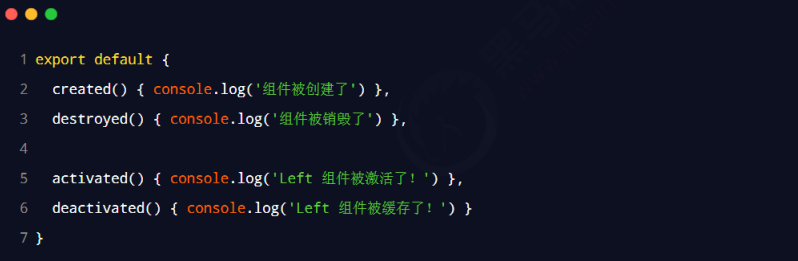 1 export default {
2 created() { console.log('组件被创建了') },
3 destroyed() { console.log('组件被销毁了') },
4
5 activated() { console.log('Left 组件被激活了!') },
6 deactivated() { console.log('Left 组件被缓存了!') }
7 }